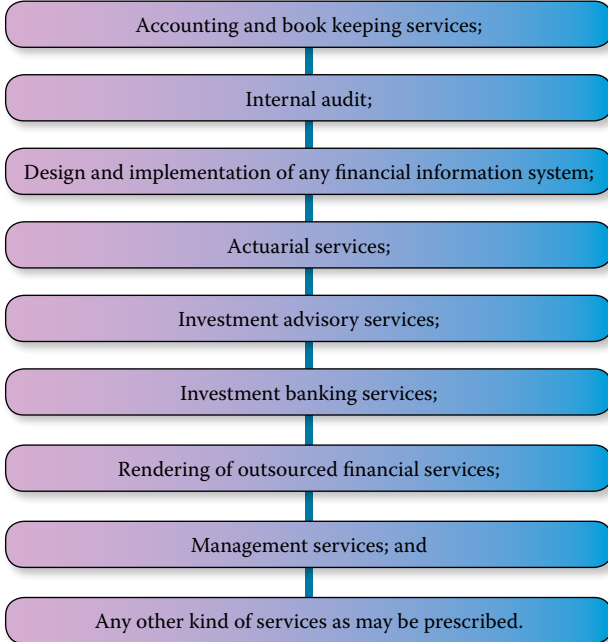 Accounting and book keeping services;
Internal audit;
Design and implementation of any financial information system;
Actuarial services;
Investment advisory services;
Investment banking services;
Rendering of outsourced financial services;
Management services; and
Any other kind of services as may be prescribed.